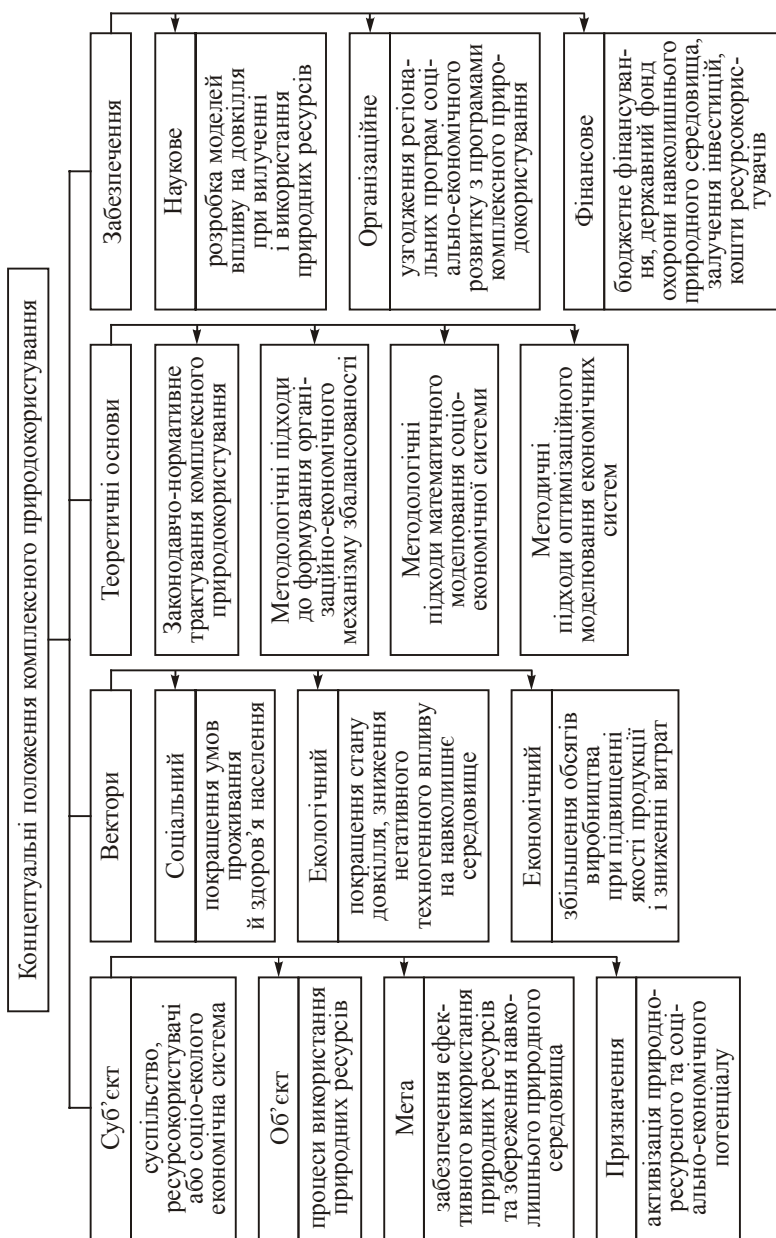 Концептуальні положення комплексного природокористування
Суб’єкт
суспільство,
ресурсокористувачі
або соціо-еколого
економічна система
Об’єкт
процеси використання
природних ресурсів
Мета
забезпечення ефек-
тивного використання
природних ресурсів
та збереження навко-
лишнього природного
середовища
Призначення
активізація природно-
ресурсного та соці-
ально-економічного
потенціалу
Вектори
Соціальний
покращення умов
проживання
й здоров’я населення
Екологічний
покращення стану
довкілля, зниження
негативного
техногенного впливу
на навколишнє
середовище
Економічний
збільшення обсягів
виробництва
при підвищенні
якості продукції
і зниженні витрат
Теоретичні основи
Законодавчо-нормативне
трактування комплексного
природокористування
Методологічні підходи
до формування органі-
заційно-економічного
механізму збалансованості
Методологічні
підходи математичного
моделювання соціо-
економічної системи
Методичні
підходи оптимізаційного
моделювання економічних
систем
Забезпечення
Наукове
розробка моделей
впливу на довкілля
при вилученні
і використання
природних ресурсів
Організаційне
узгодження регіона-
льних програм соці-
ально-економічного
розвитку з програмами
комплексного приро-
докористування
Фінансове
бюджетне фінансуван-
ня, державний фонд
охорони навколишнього
природного середовища,
залучення інвестицій,
кошти ресурсокорис-
тувачів